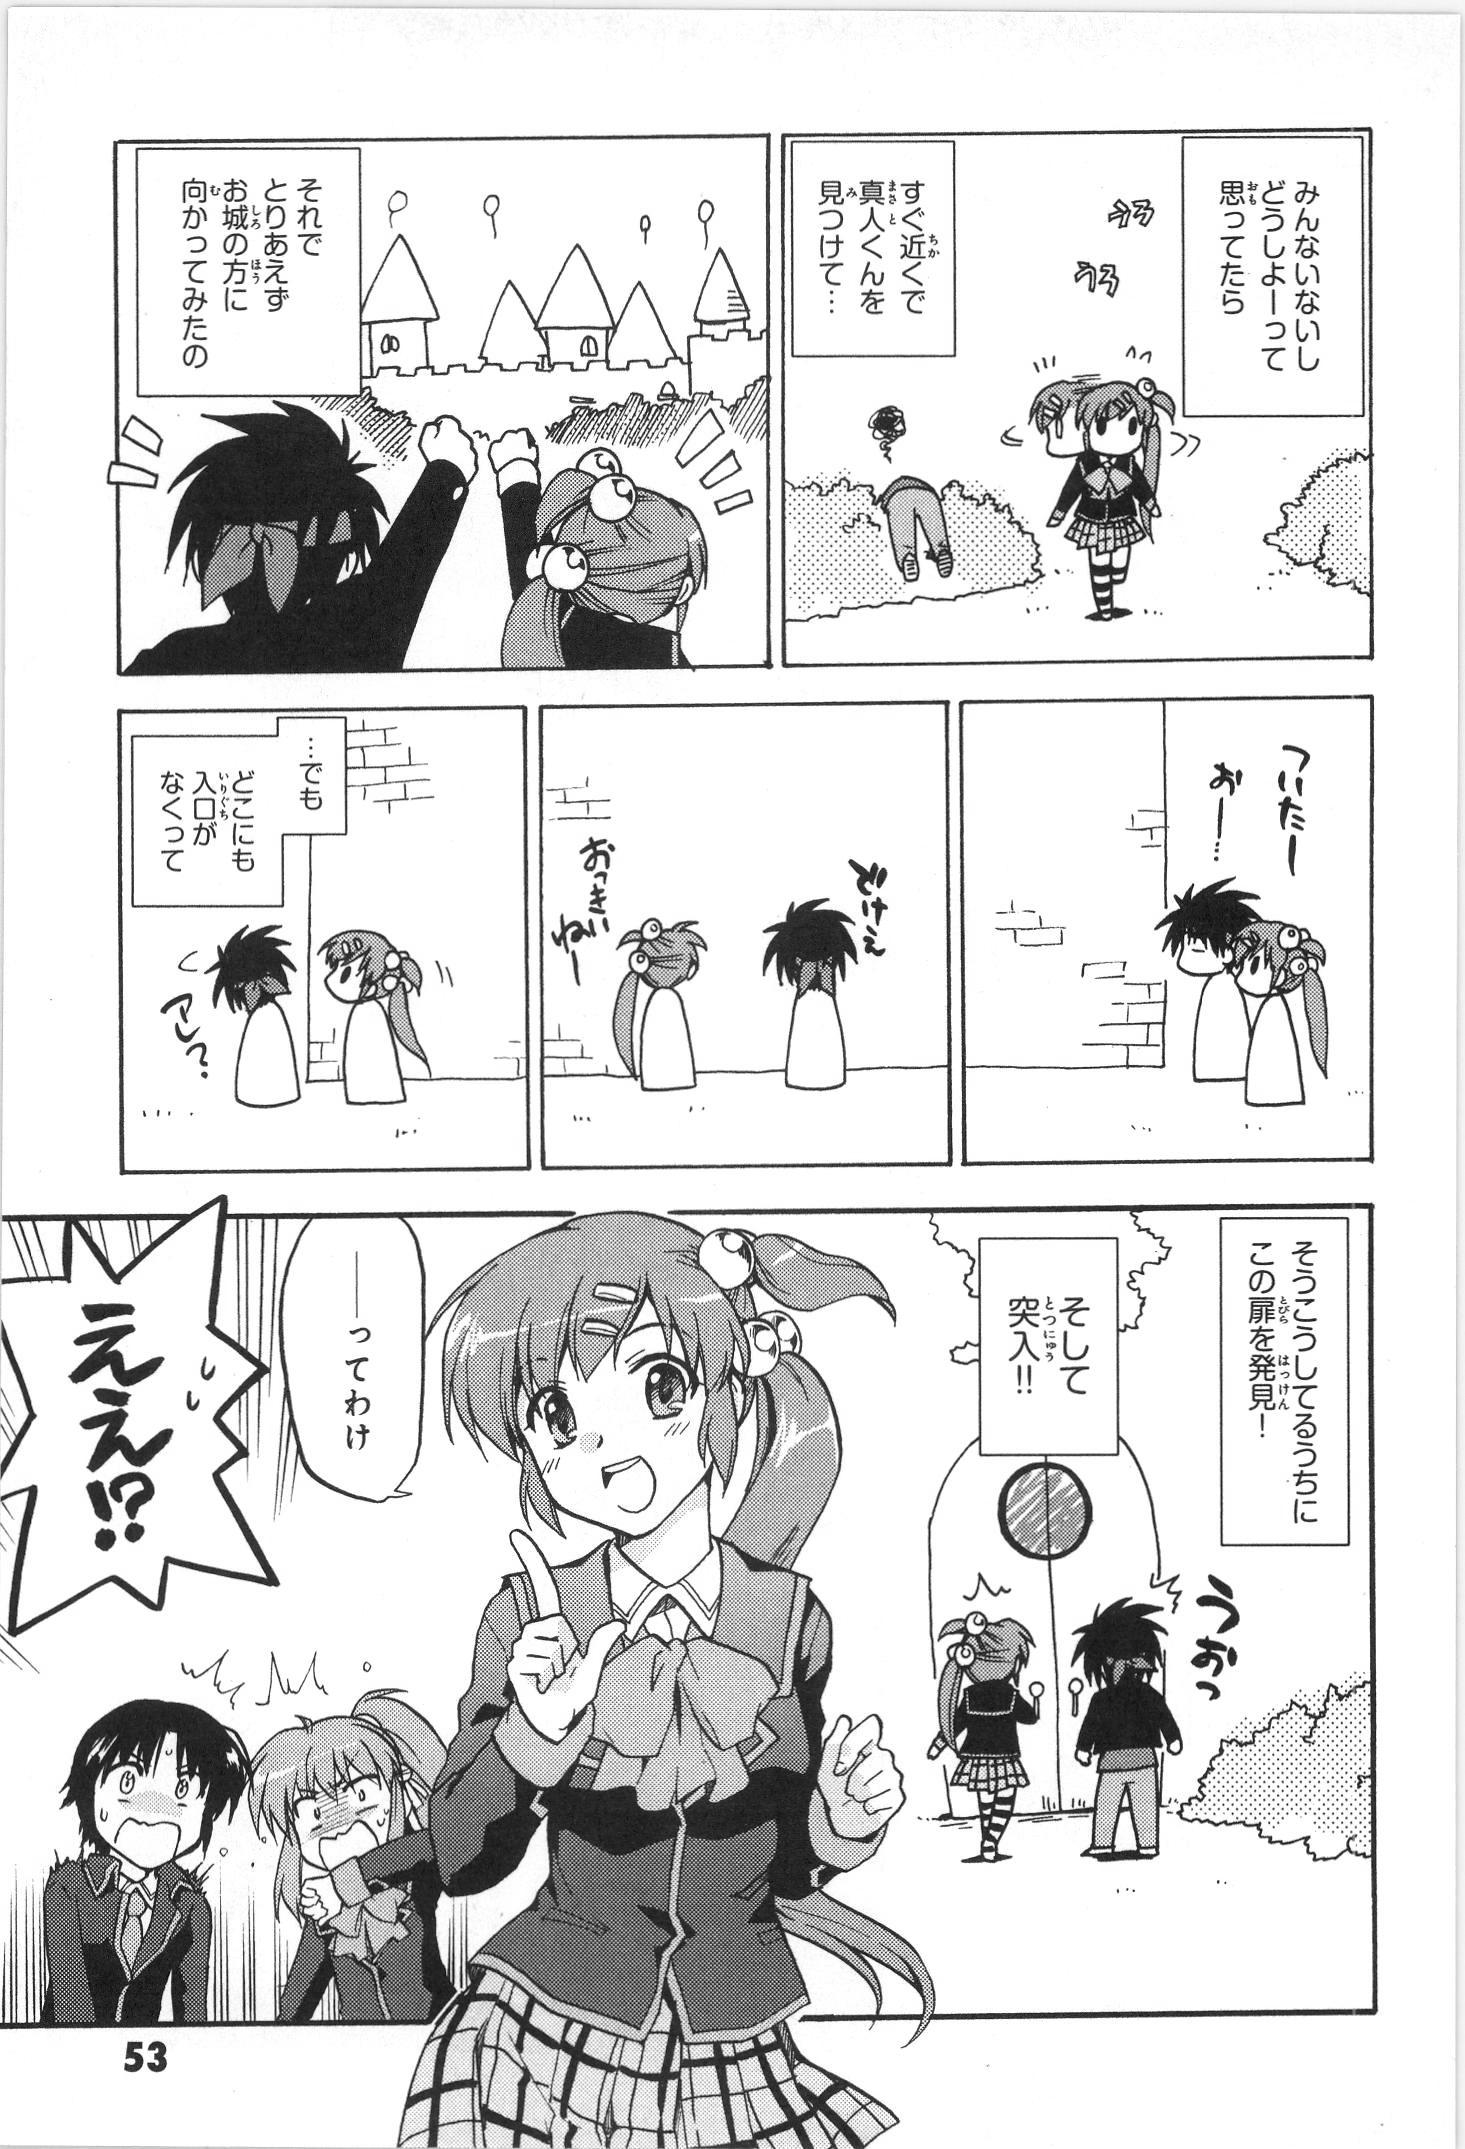 みんないないし
どうしよーって
思ってたら
うろ
うろ
すぐ近くで
真人くんを
見つけて…
それで
とりあえず
お城の方に
向かってみたの
ついたー
おー…
でけえ
おっきい
ねー
…でも
どこにも
入口が
なくって
アレ?
そうこうしてるうちに
この扉を発見!
そして
突入!!
うおっ
──ってわけ
ええ!?
53